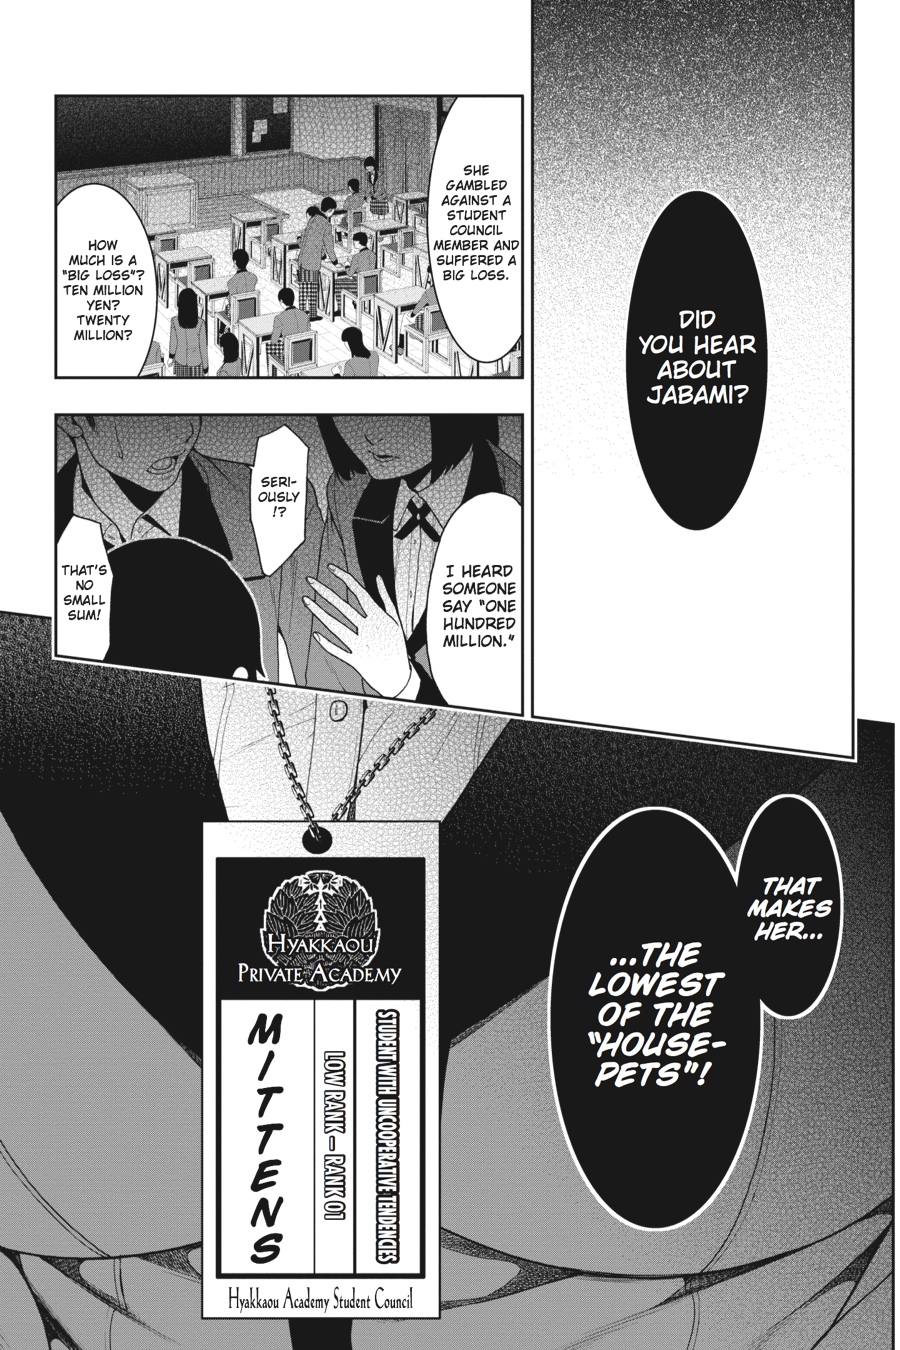 DID
YOU HEAR
ABOUT
JABAMI?
SHE
GAMBLED
AGAINST A
STUDENT
COUNCIL
MEMBER AND
SUFFERED A
BIG LOSS.
HOW
MUCH IS A
"BIG LOSS"?
TEN MILLION
YEN?
TWENTY
MILLION?
I HEARD
SOMEONE
SAY "ONE
HUNDRED
MILLION."
SERI-
OUSLY
!?
THAT'S
NO
SMALL
SUM!
THAT
MAKES
HER...
...THE
LOWEST
OF THE
"HOUSE-
PETS"!
HYAKKAOU
PRIVATE ACADEMY
STUDENT WITH UNCOOPERATIVE TENDENCIES
LOW RANK – RANK 01
MITTENS
Hyakkaou Academy Student Council